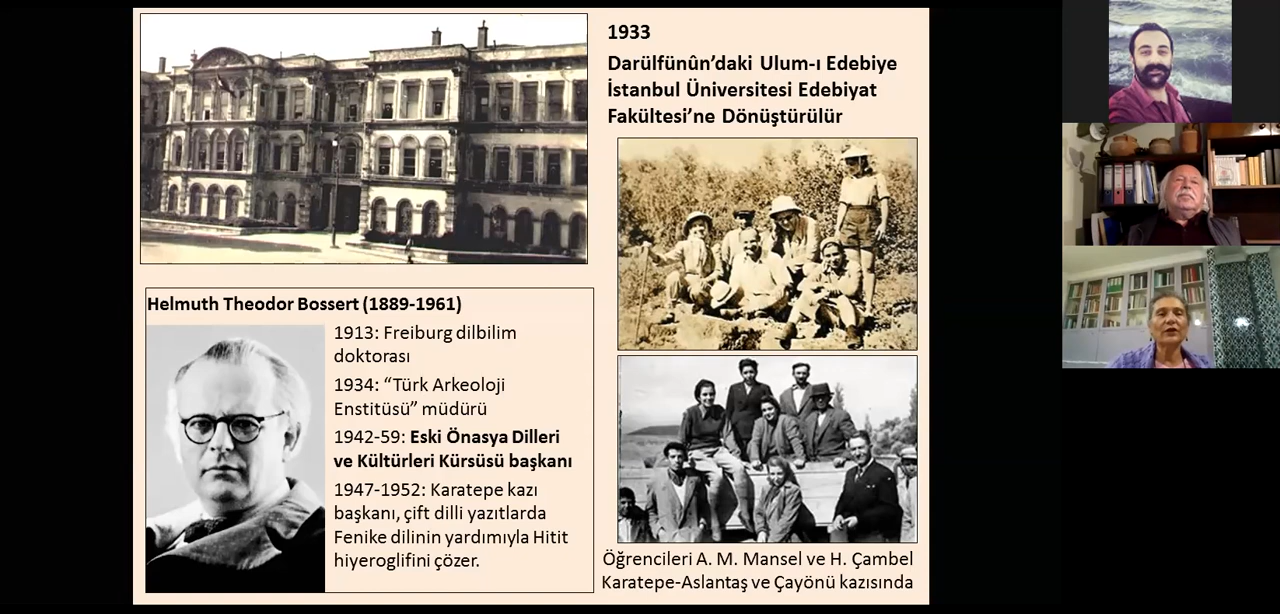 1933
Darülfünûn’daki Ulum-ı Edebiye
İstanbul Üniversitesi Edebiyat
Fakültesi’ne Dönüştürülür
Helmuth Theodor Bossert (1889-1961)
1913: Freiburg dilbilim
doktorası
1934: “Türk Arkeoloji
Enstitüsü” müdürü
1942-59: Eski Önasya Dilleri
ve Kültürleri Kürsüsü başkanı
1947-1952: Karatepe kazı
başkanı, çift dilli yazıtlarda
Fenike dilinin yardımıyla Hitit
hiyeroglifini çözer.
Öğrencileri A. M. Mansel ve H. Çambel
Karatepe-Aslantaş ve Çayönü kazısında